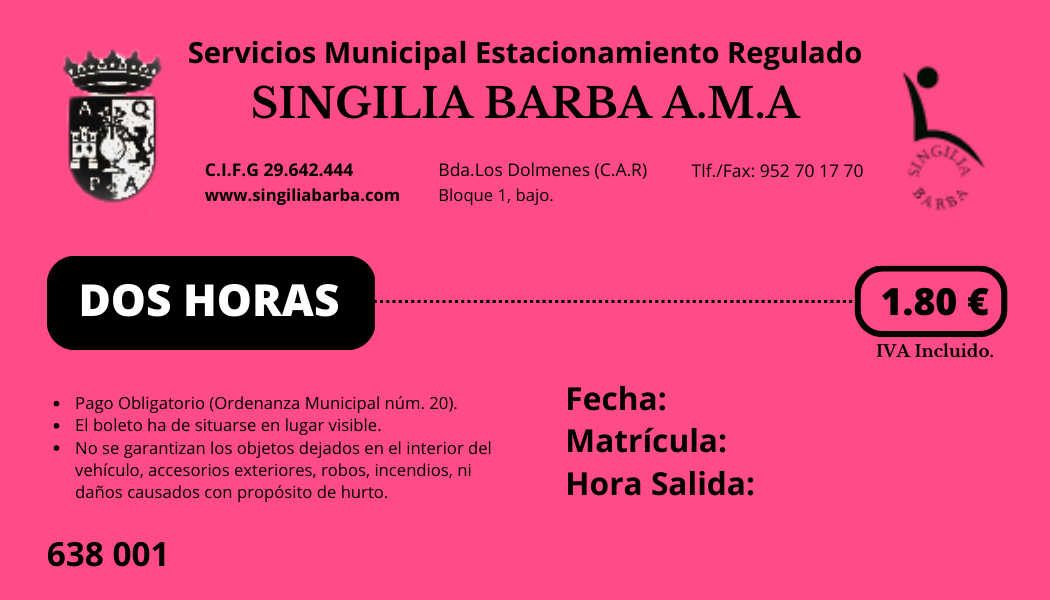 Servicios Municipal Estacionamiento Regulado
SINGILIA BARBA A.M.A
C.I.F.G 29.642.444
www.singiliabarba.com
Bda.Los Dolmenes (C.A.R)
Bloque 1, bajo.
Tlf./Fax: 952 70 17 70
A Q
P A
SINGILIA
BARBA
DOS HORAS
1.80 €
IVA Incluido.
• Pago Obligatorio (Ordenanza Municipal núm. 20).
• El boleto ha de situarse en lugar visible.
• No se garantizan los objetos dejados en el interior del
vehículo, accesorios exteriores, robos, incendios, ni
daños causados con propósito de hurto.
Fecha:
Matrícula:
Hora Salida:
638 001